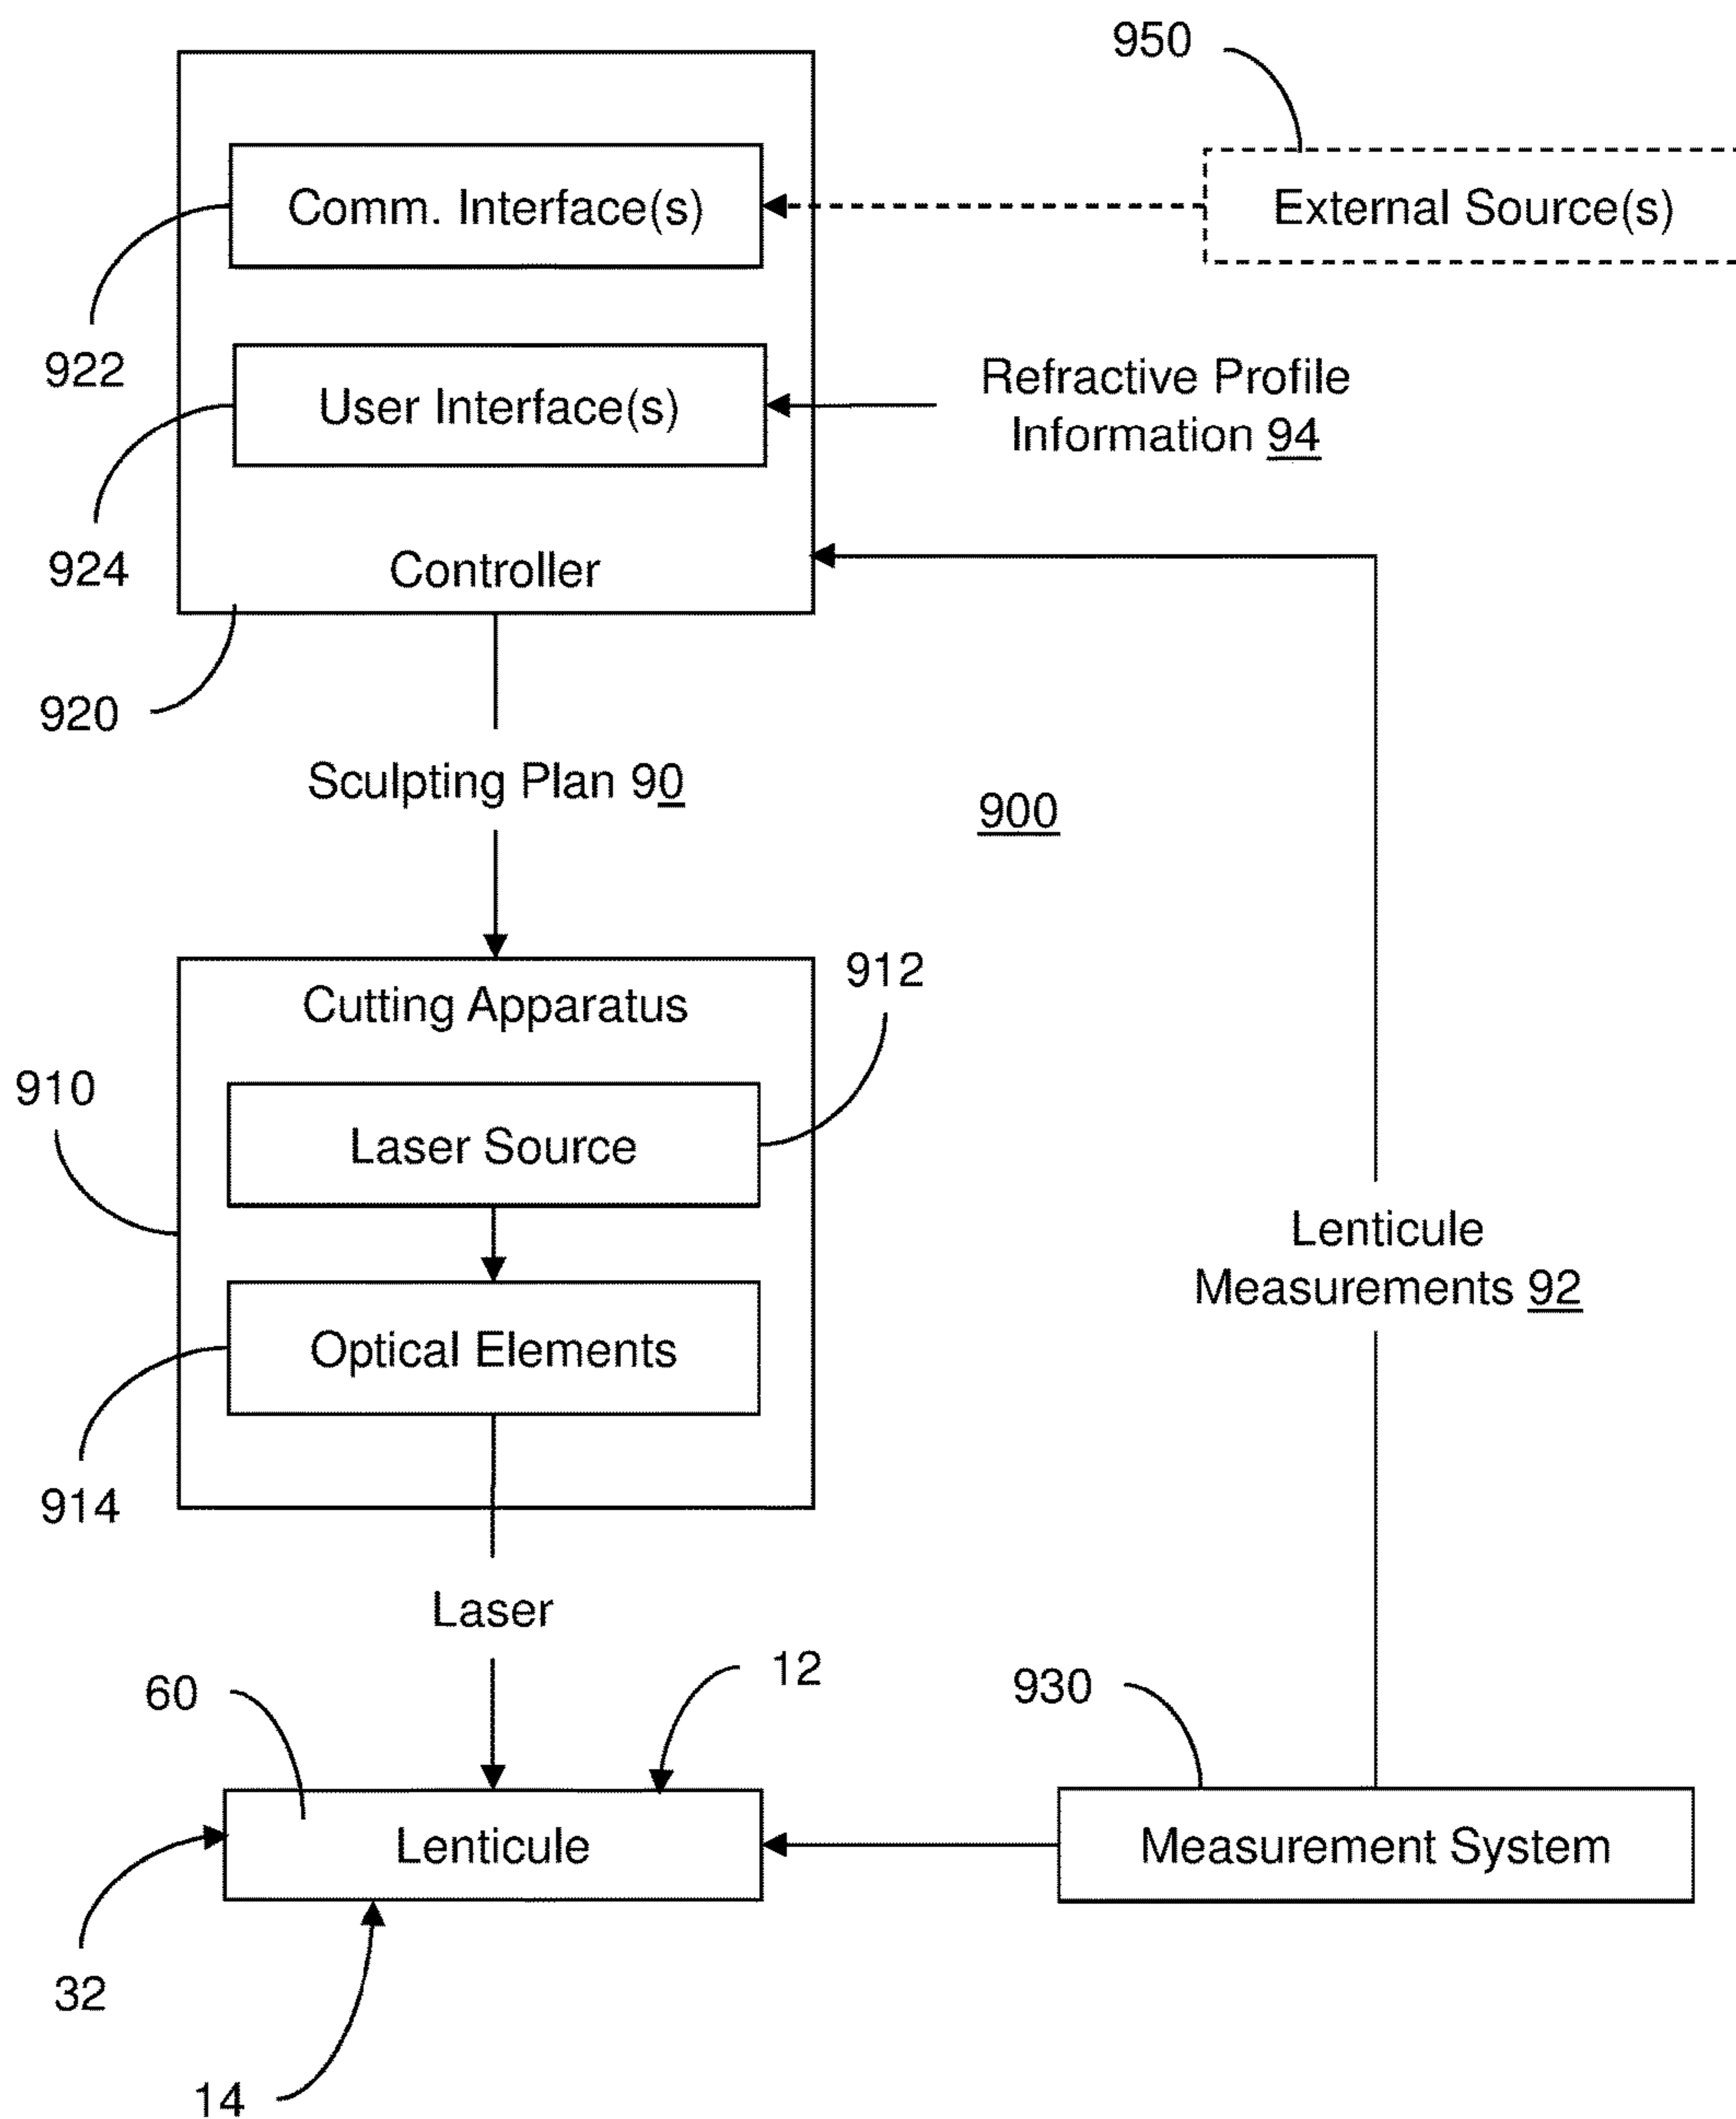 950
Comm. Interface(s)
External Source(s)
922
User Interface(s)
Refractive Profile
Information 94
924
Controller
920
Sculpting Plan 90
900
912
Cutting Apparatus
910
Laser Source
Lenticule
Measurements 92
Optical Elements
914
Laser
12
60
930
Lenticule
Measurement System
32
14